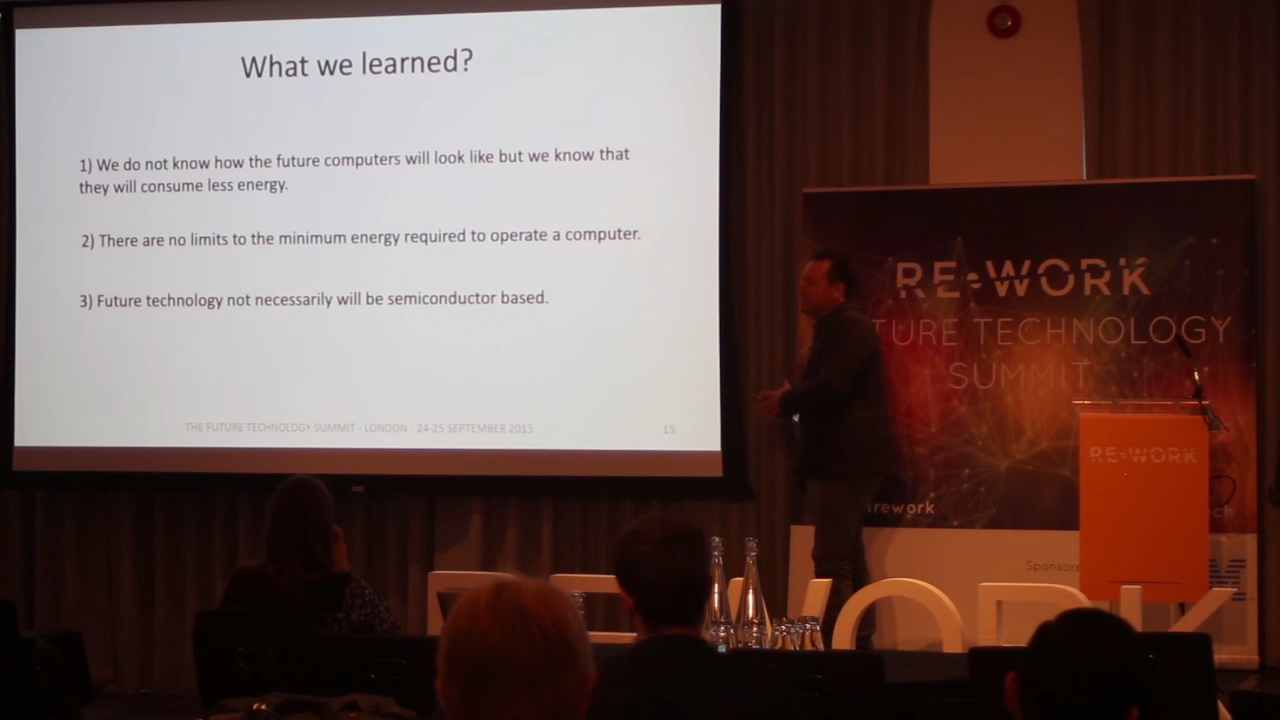 What we learned?
1) We do not know how the future computers will look like but we know that
they will consume less energy.
2) There are no limits to the minimum energy required to operate a computer.
3) Future technology not necessarily will be semiconductor based.
THE FUTURE TECHNOLOGY SUMMIT - LONDON - 24-25 SEPTEMBER 2015
15
RE•WORK
TURE TECHNOLOGY
SUMMIT
RE•WORK
rework
ech
Sponsore